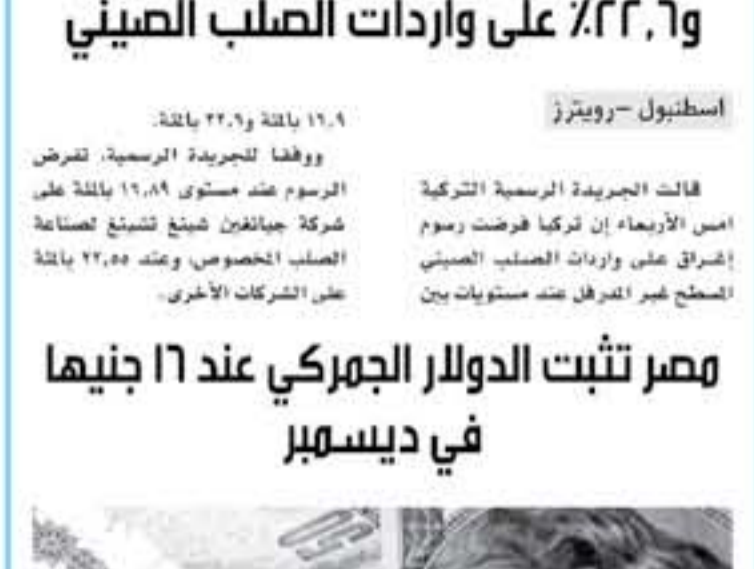 و٢٢,٦٪ على واردات الصلب الصيني
اسطنبول -رويترز
قالت الجريدة الرسمية التركية
امس الأربعاء إن تركيا فرضت رسوم
إغراق على واردات الصلب الصيني
المسطح غير المدرفل عند مستويات بين
١٦,٩ بالمئة و٢٢,٦ بالمئة.
ووفقا للجريدة الرسمية، تفرض
الرسوم عند مستوى ١٦,٨٩ بالمئة على
شركة جيانغين شينغ تشينغ لصناعة
الصلب المخصوص، وعند ٢٢,٥٥ بالمئة
على الشركات الأخرى.
مصر تثبت الدولار الجمركي عند ١٦ جنيها
في ديسمبر